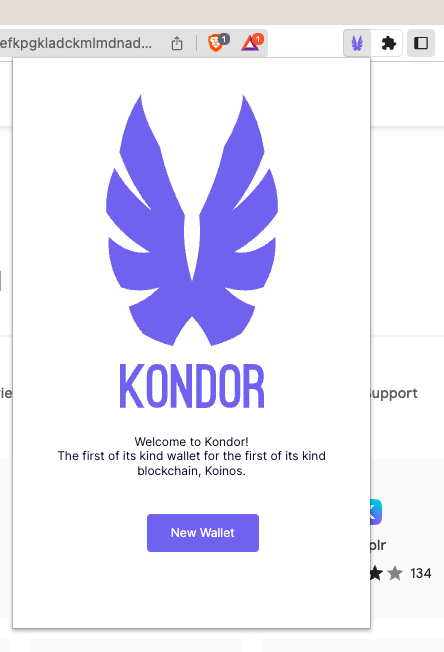 efkpgkladckmlmdnad...
1
1
KONDOR
Welcome to Kondor!
The first of its kind wallet for the first of its kind
blockchain, Koinos.
New Wallet
Support
plr
134